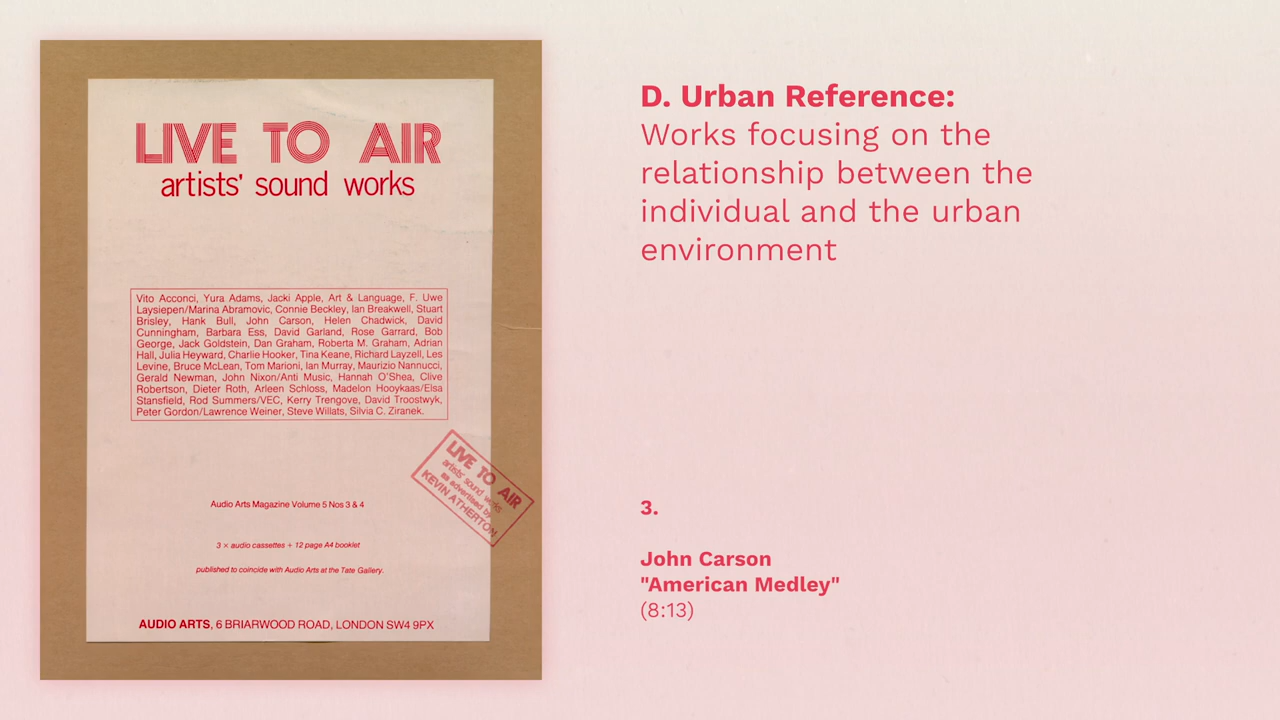 LIVE TO AIR
artists' sound works
Vito Acconci, Yura Adams, Jacki Apple, Art & Language, F. Uwe
Laysiepen/Marina Abramovic, Connie Beckley, Ian Breakwell, Stuart
Brisley, Hank Bull, John Carson, Helen Chadwick, David
Cunningham, Barbara Ess, David Garland, Rose Garrard, Bob
George, Jack Goldstein, Dan Graham, Roberta M. Graham, Adrian
Hall, Julia Heyward, Charlie Hooker, Tina Keane, Richard Layzell, Les
Levine, Bruce McLean, Tom Marioni, Ian Murray, Maurizio Nannucci,
Gerald Newman, John Nixon/Anti Music, Hannah O'Shea, Clive
Robertson, Dieter Roth, Arleen Schloss, Madelon Hooykaas/Elsa
Stansfield, Rod Summers/VEC, Kerry Trengove, David Troostwyk,
Peter Gordon/Lawrence Weiner, Steve Willats, Silvia C. Ziranek.
LIVE TO AIR
artists' sound works
as advertised by
KEVIN ATHERTON
Audio Arts Magazine Volume 5 Nos 3 & 4
3 × audio cassettes + 12 page A4 booklet
published to coincide with Audio Arts at the Tate Gallery.
AUDIO ARTS, 6 BRIARWOOD ROAD, LONDON SW4 9PX
D. Urban Reference:
Works focusing on the
relationship between the
individual and the urban
environment
3.
John Carson
"American Medley"
(8:13)